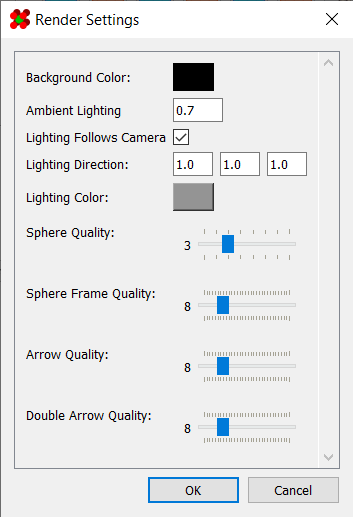 Render Settings
Background Color:
Ambient Lighting 0.7
Lighting Follows Camera
Lighting Direction: 1.0 1.0 1.0
Lighting Color:
Sphere Quality: 3
Sphere Frame Quality: 8
Arrow Quality: 8
Double Arrow Quality: 8
OK Cancel